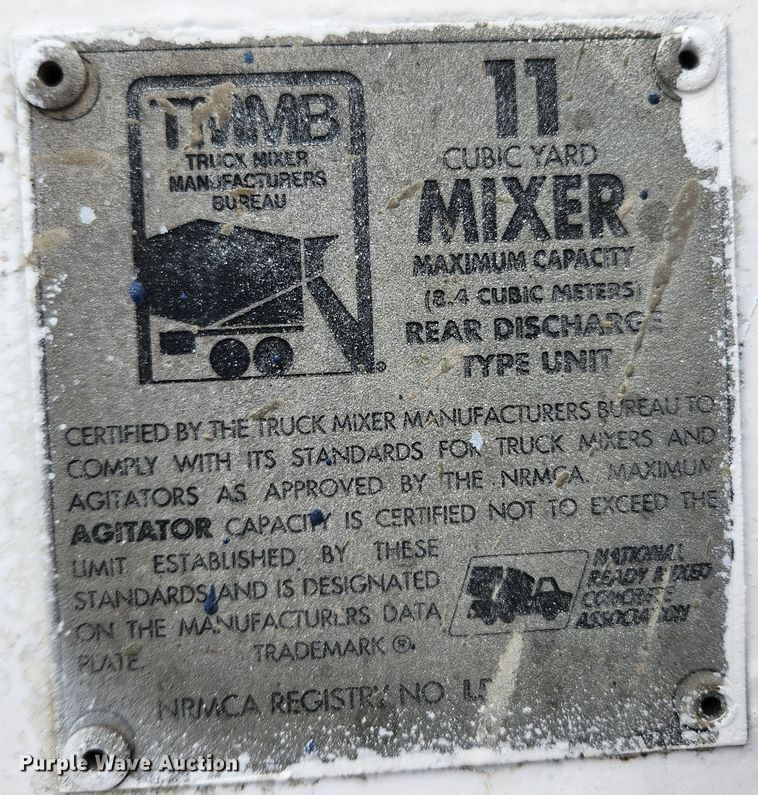 TMMB
TRUCK MIXER
MANUFACTURERS
BUREAU
®
11
CUBIC YARD
MIXER
MAXIMUM CAPACITY
(8.4 CUBIC METERS)
REAR DISCHARGE
TYPE UNIT
CERTIFIED BY THE TRUCK MIXER MANUFACTURERS BUREAU TO
COMPLY WITH ITS STANDARDS FOR TRUCK MIXERS AND
AGITATORS AS APPROVED BY THE NRMCA. MAXIMUM
AGITATOR CAPACITY IS CERTIFIED NOT TO EXCEED THE
LIMIT ESTABLISHED BY THESE
STANDARDS AND IS DESIGNATED
ON THE MANUFACTURERS DATA
PLATE. TRADEMARK ®.
NATIONAL
READY MIXED
CONCRETE
ASSOCIATION
NRMCA REGISTRY NO
Purple Wave Auction